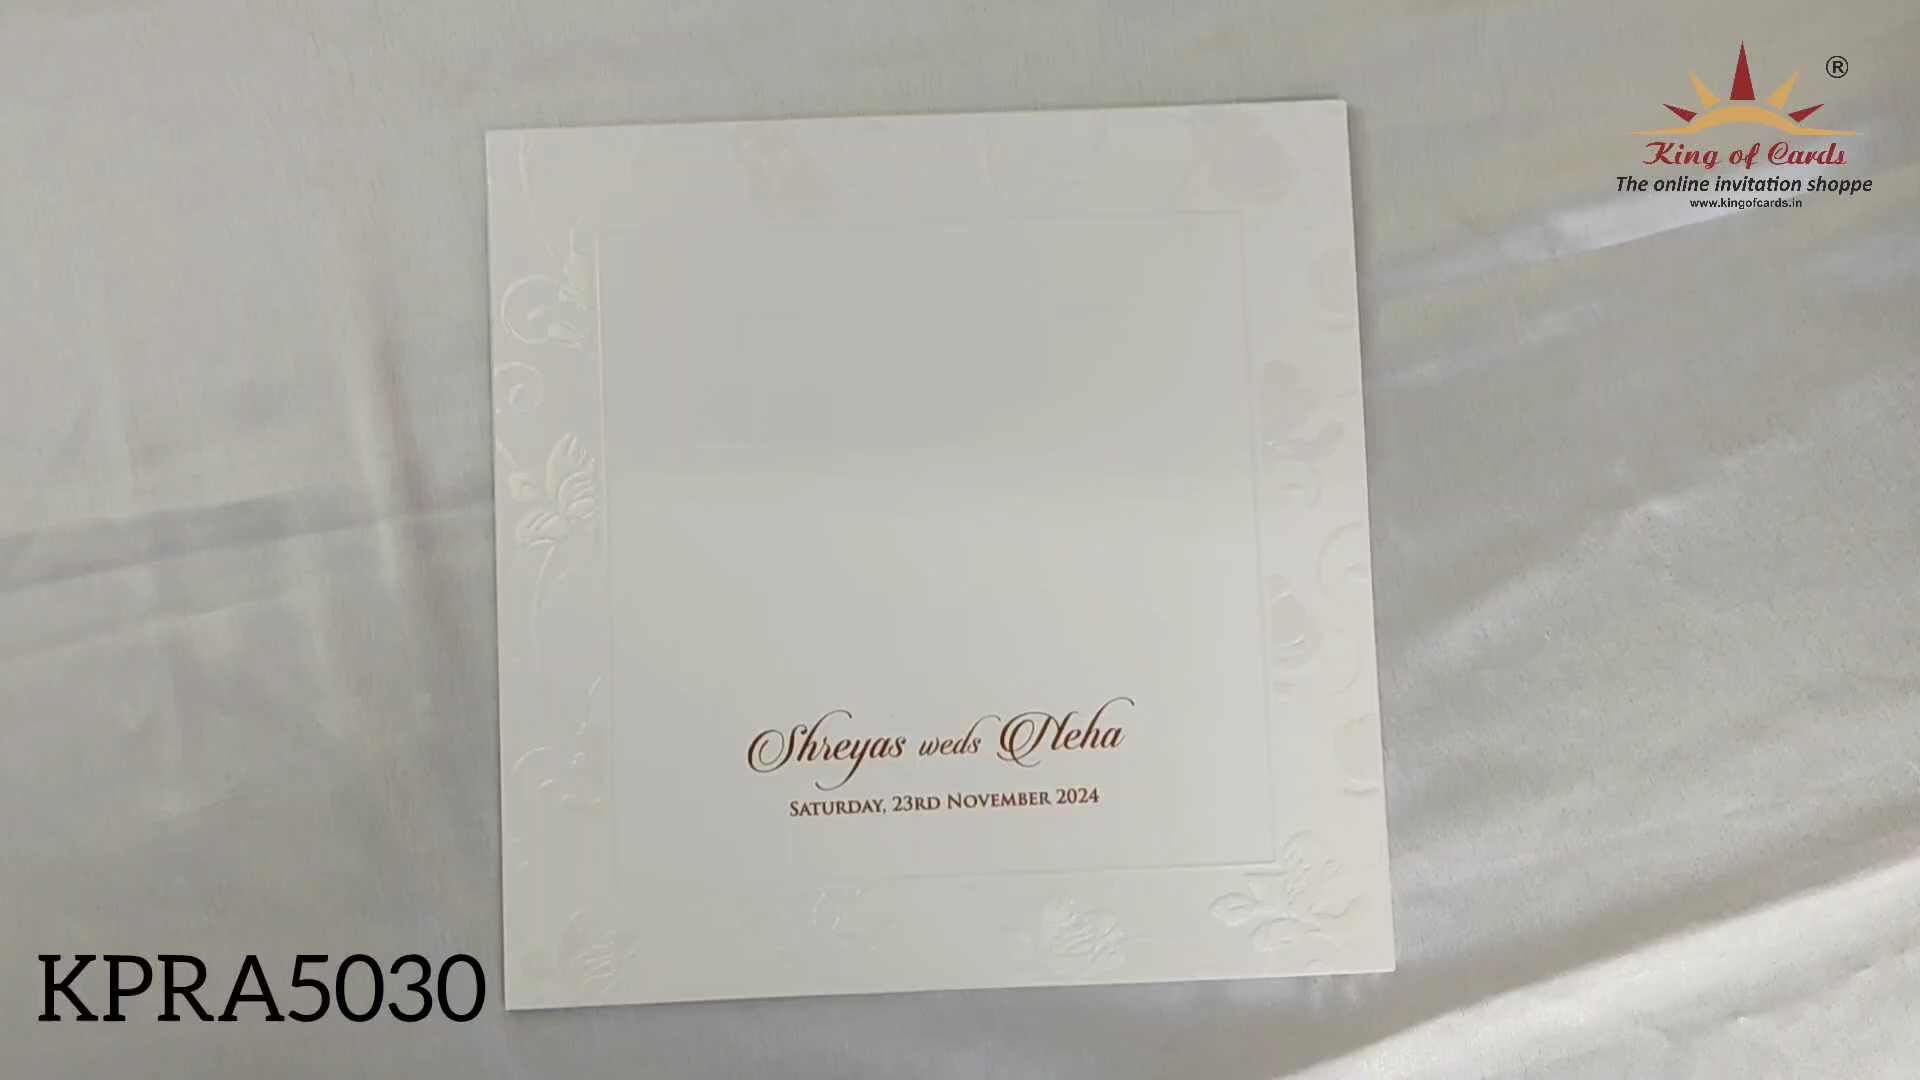 ®
King of Cards
The online invitation shoppe
www.kingofcards.in
Shreyas weds Neha
SATURDAY, 23RD NOVEMBER 2024
KPRA5030